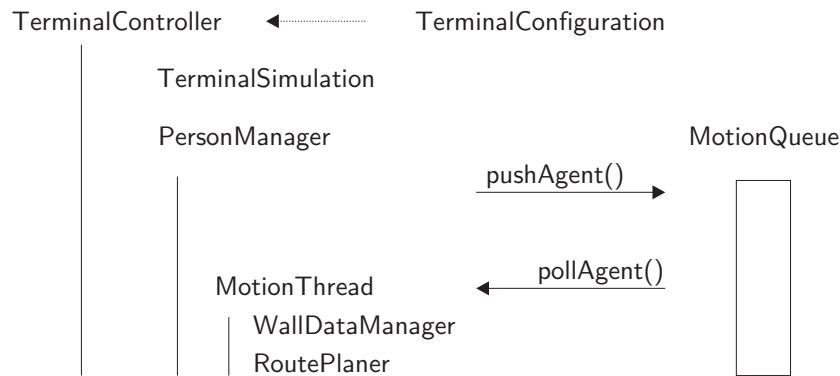 TerminalController
TerminalConfiguration
TerminalSimulation
PersonManager
MotionQueue
pushAgent()
pollAgent()
MotionThread
WallDataManager
RoutePlaner